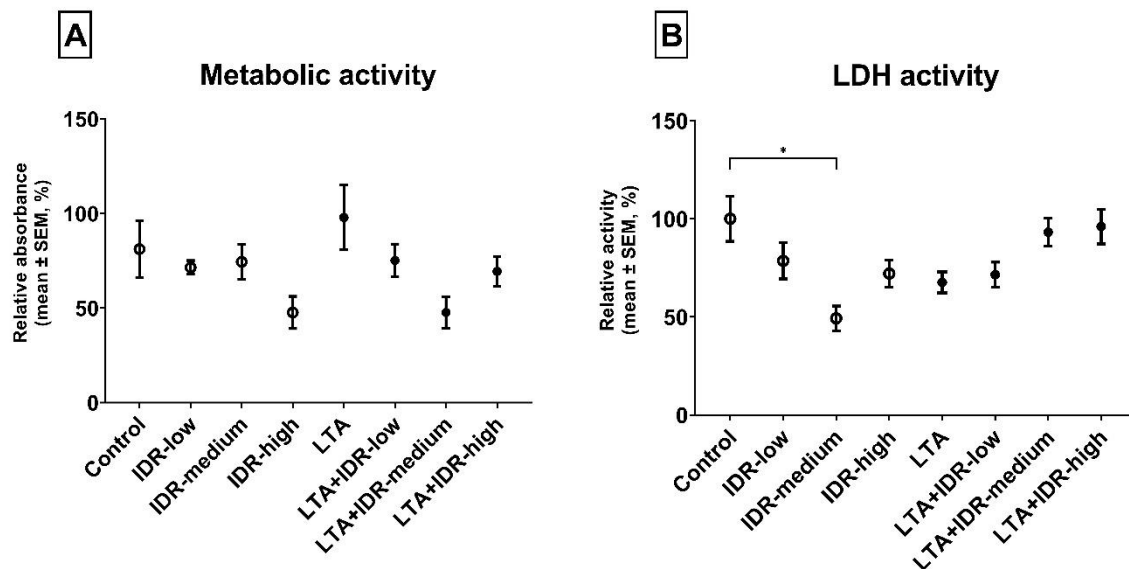 A
Metabolic activity
Relative absorbance
(mean ± SEM, %)
150
100
50
0
Control
IDR-low
IDR-medium
IDR-high
LTA
LTA+IDR-low
LTA+IDR-medium
LTA+IDR-high
B
LDH activity
Relative activity
(mean ± SEM, %)
150
100
50
0
*
Control
IDR-low
IDR-medium
IDR-high
LTA
LTA+IDR-low
LTA+IDR-medium
LTA+IDR-high